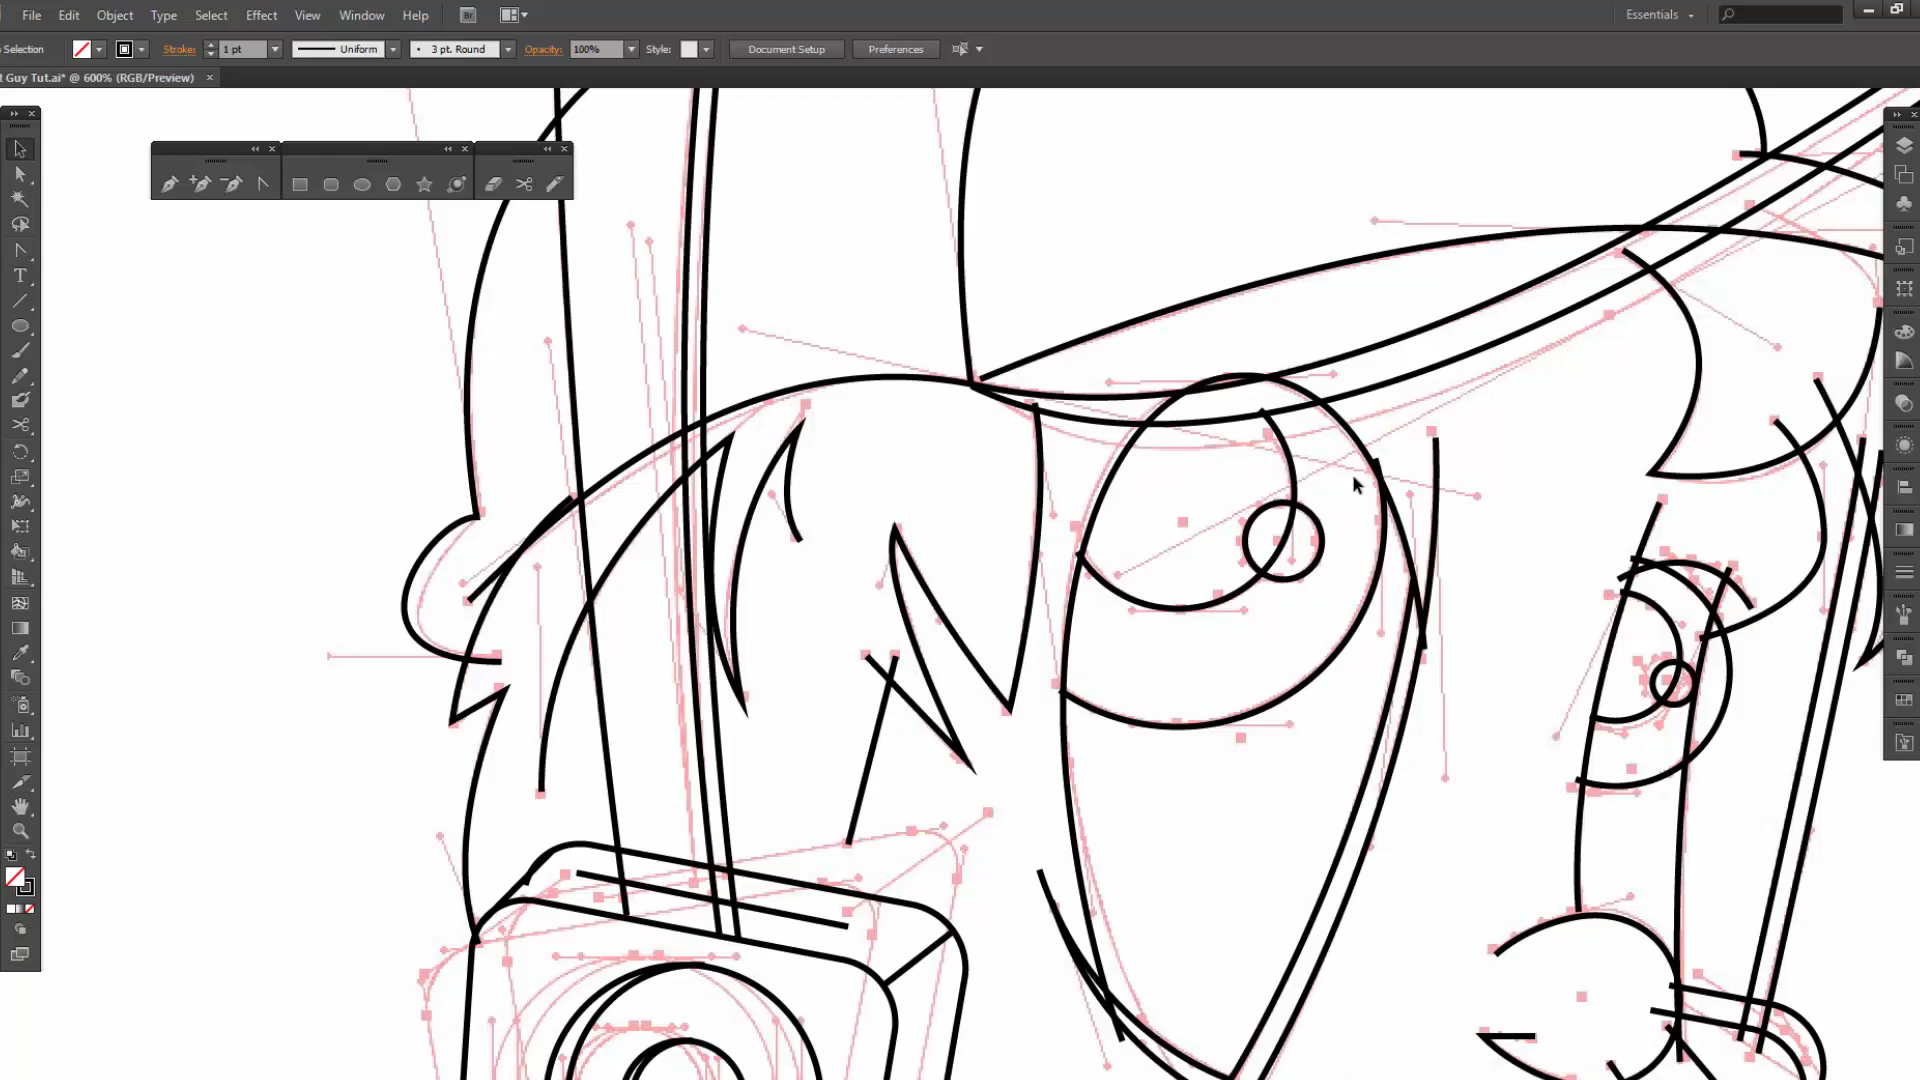 File Edit Object Type Select Effect View Window Help Br Essentials
Selection Stroke: 1 pt Uniform 3 pt. Round Opacity: 100% Style: Document Setup Preferences
t Guy Tut.ai* @ 600% (RGB/Preview)